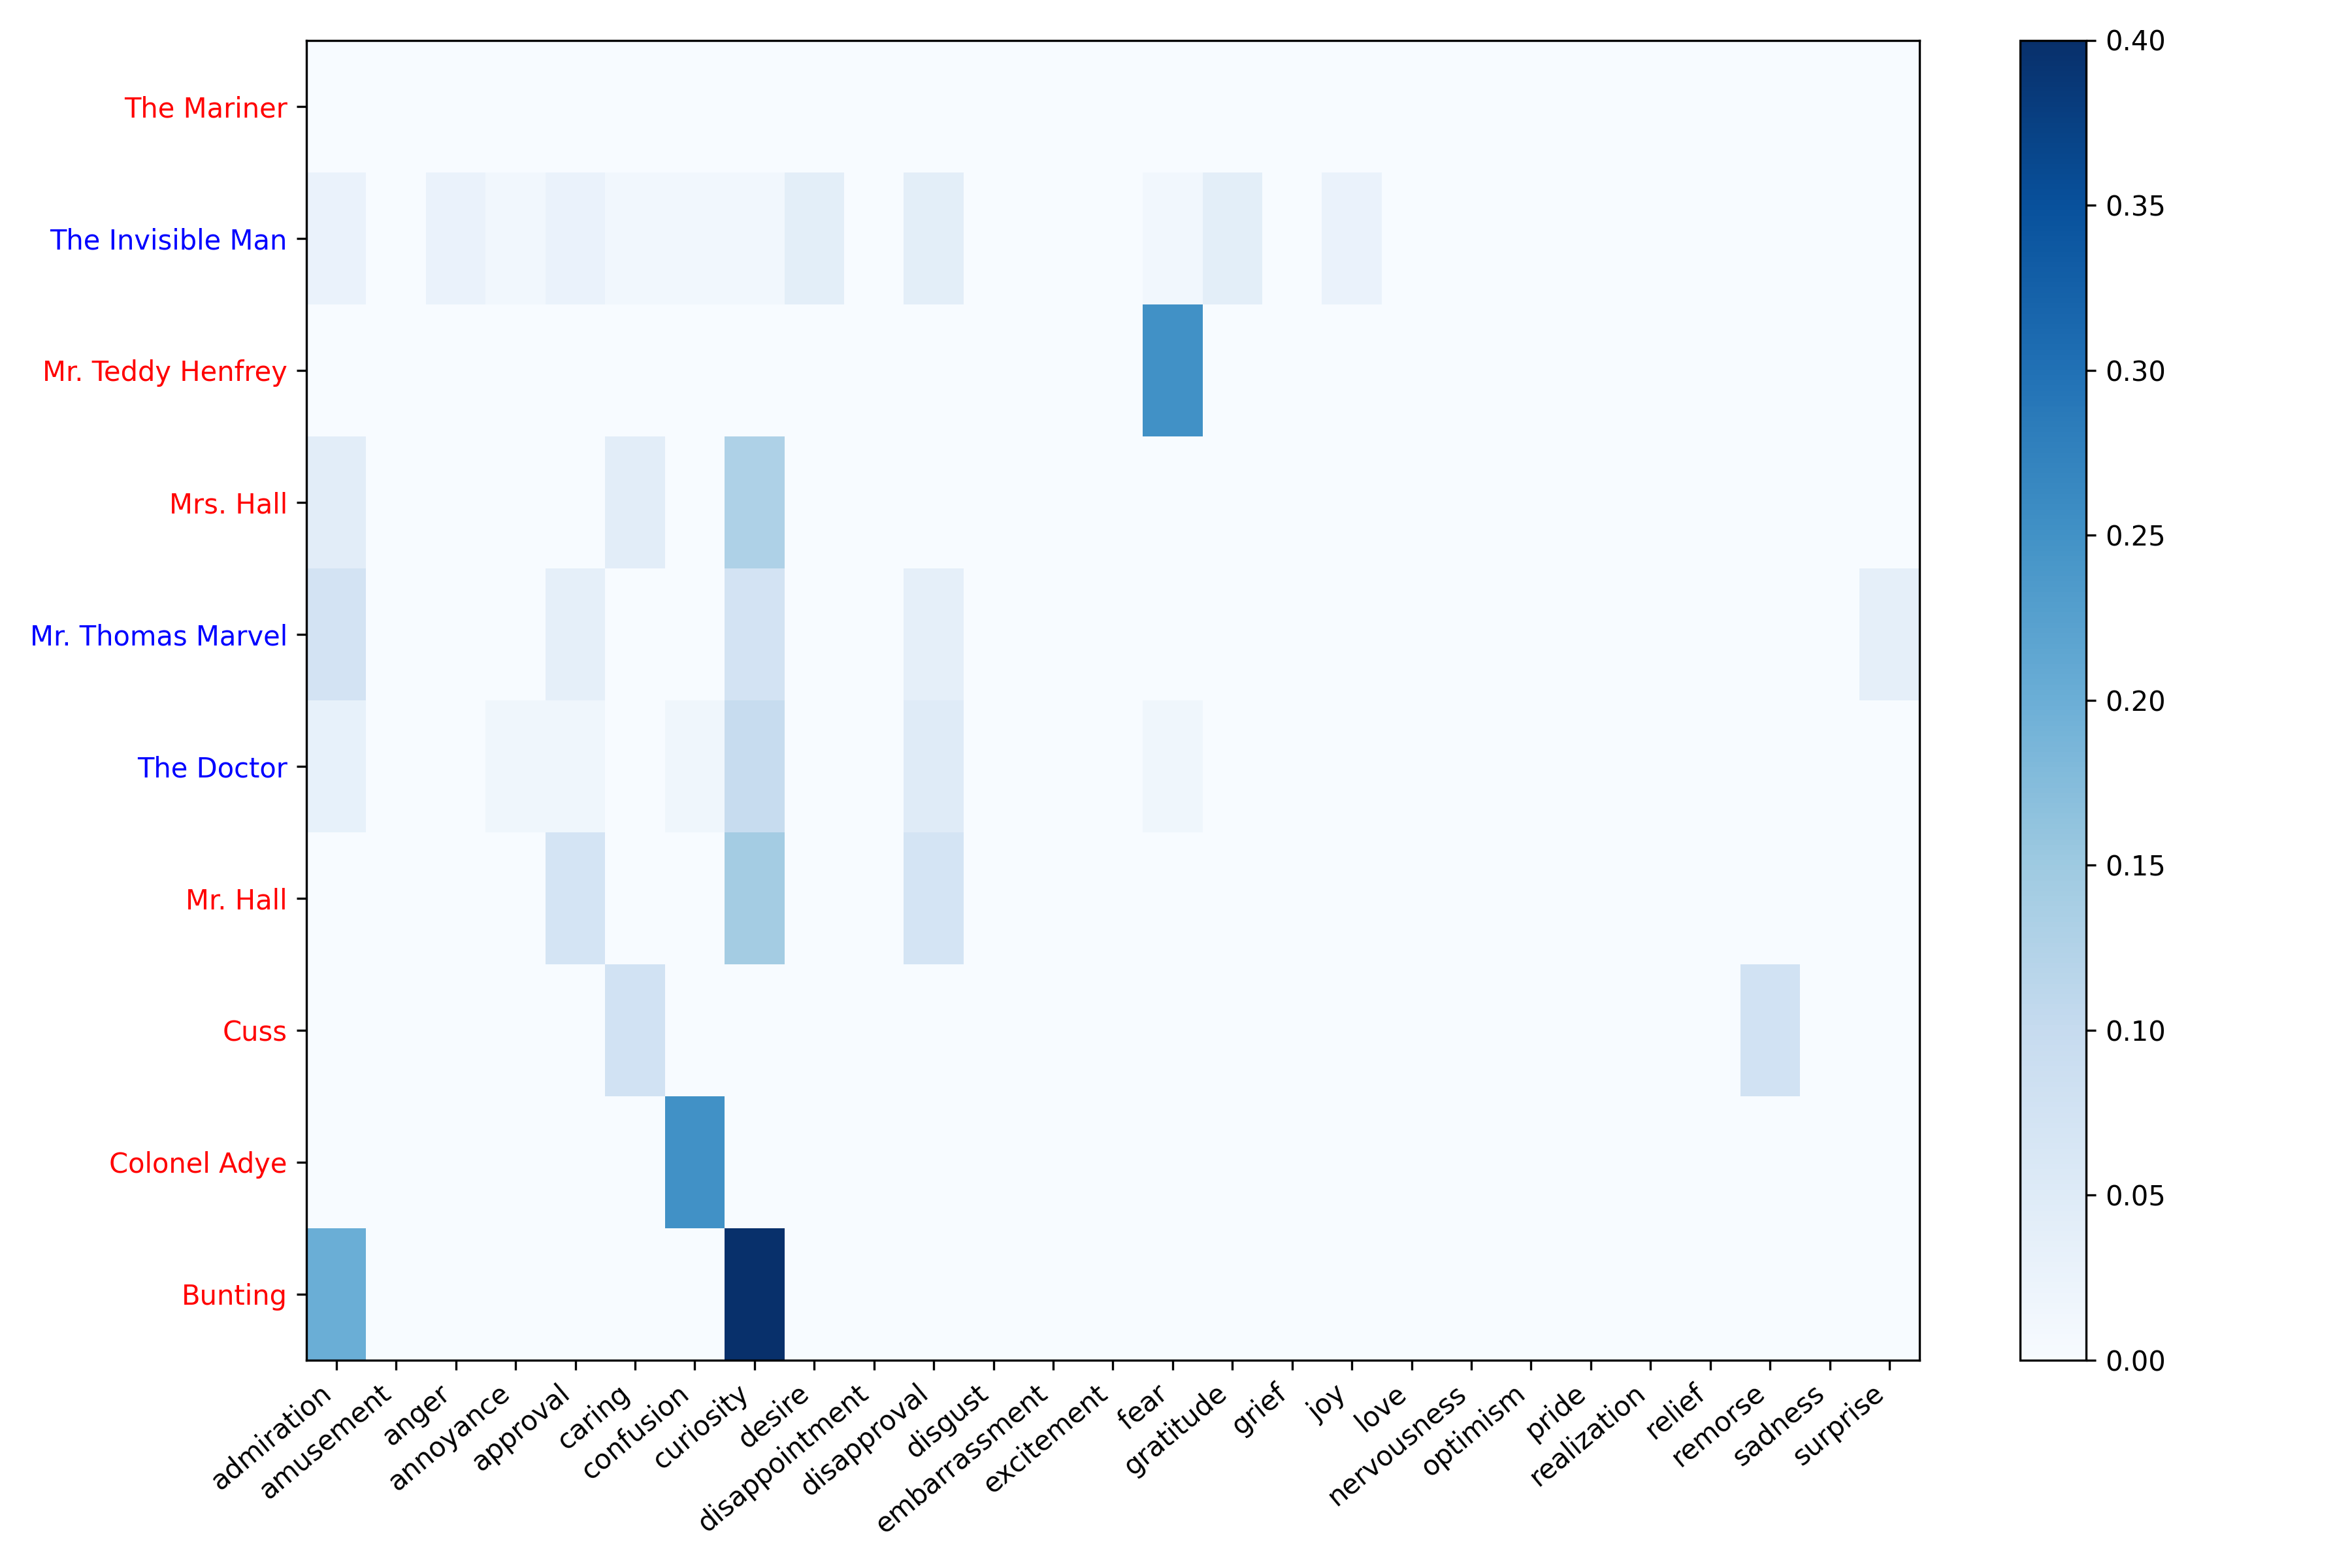 The Mariner
The Invisible Man
Mr. Teddy Henfrey
Mrs. Hall
Mr. Thomas Marvel
The Doctor
Mr. Hall
Cuss
Colonel Adye
Bunting
admiration
amusement
anger
annoyance
approval
caring
confusion
curiosity
desire
disappointment
disapproval
disgust
embarrassment
excitement
fear
gratitude
grief
joy
love
nervousness
optimism
pride
realization
relief
remorse
sadness
surprise
0.40
0.35
0.30
0.25
0.20
0.15
0.10
0.05
0.00